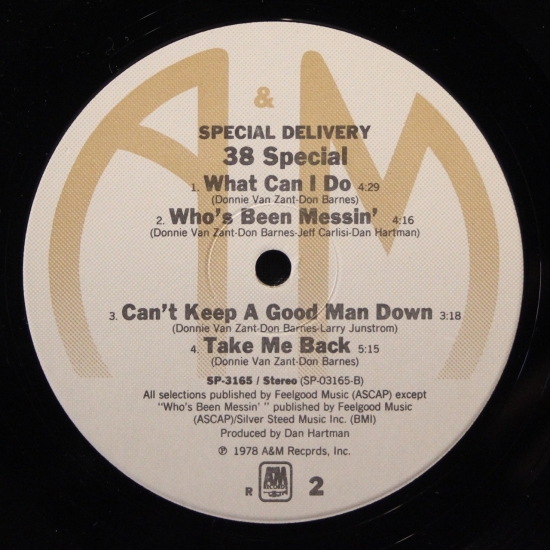 A & M
SPECIAL DELIVERY
38 Special
1. What Can I Do 4:29
(Donnie Van Zant-Don Barnes)
2. Who's Been Messin' 4:16
(Donnie Van Zant-Don Barnes-Jeff Carlisi-Dan Hartman)
3. Can't Keep A Good Man Down 3:18
(Donnie Van Zant-Don Barnes-Larry Junstrom)
4. Take Me Back 5:15
(Donnie Van Zant-Don Barnes)
SP-3165 / Stereo (SP-03165-B)
All selections published by Feelgood Music (ASCAP) except
"Who's Been Messin' " published by Feelgood Music
(ASCAP)/Silver Steed Music Inc. (BMI)
Produced by Dan Hartman
℗ 1978 A&M Recprds, Inc.
R A&M RECORDS 2